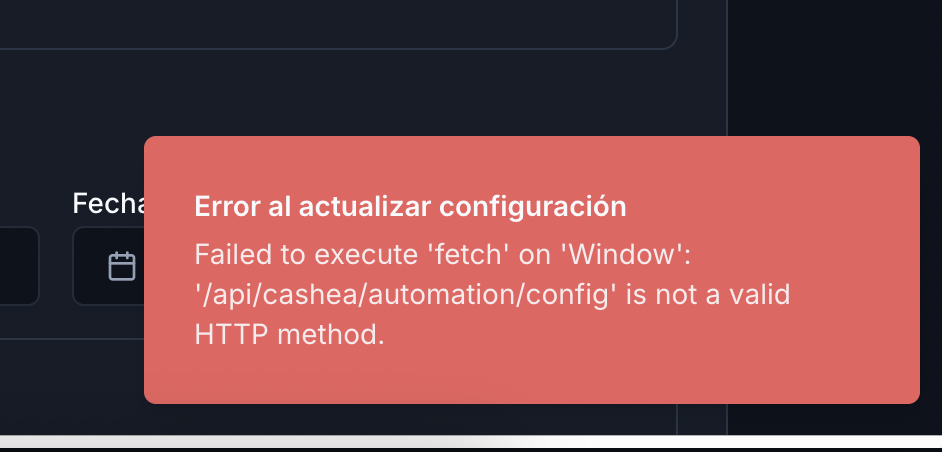 Fecha
Error al actualizar configuración
Failed to execute 'fetch' on 'Window':
'/api/cashea/automation/config' is not a valid
HTTP method.